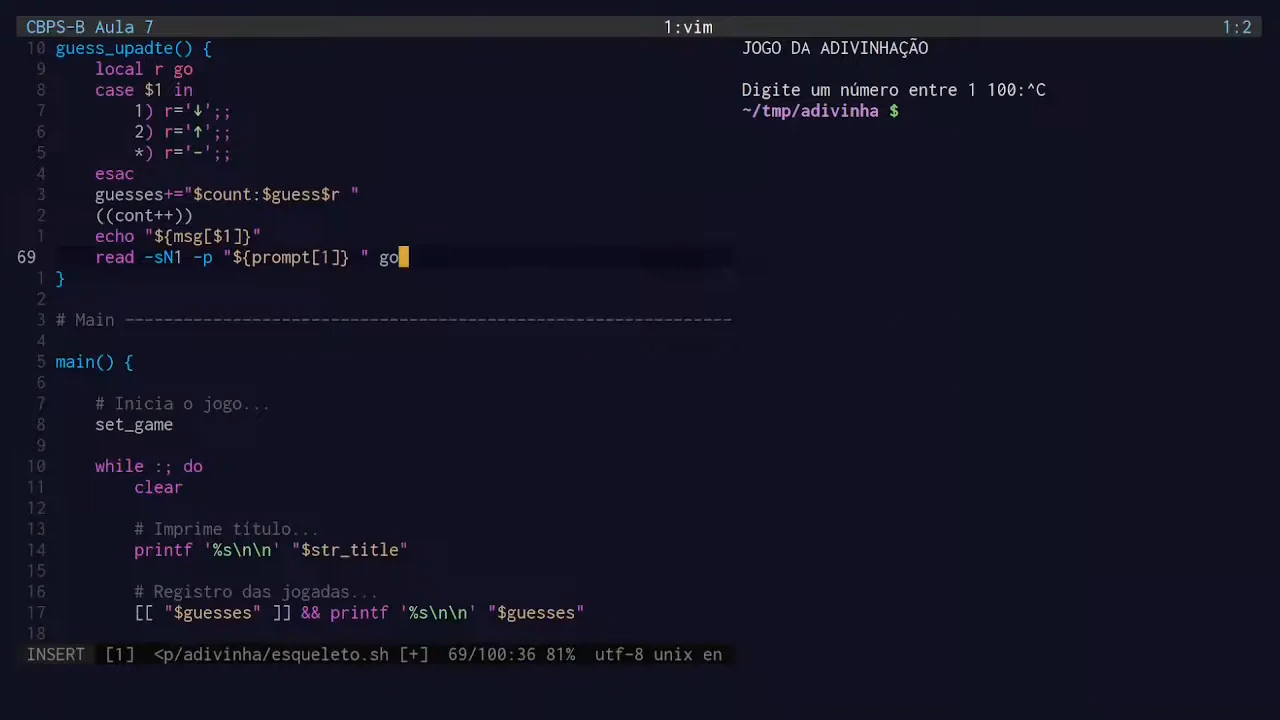 CBPS-B Aula 7 1:vim 1:2
10 guess_upadte() {
9 local r go
8 case $1 in
7 1) r='↓';;
6 2) r='↑';;
5 *) r='-';;
4 esac
3 guesses+="$count:$guess$r "
2 ((cont++))
1 echo "${msg[$1]}"
69 read -sN1 -p "${prompt[1]} " go
1 }
2
3 # Main --------------------------------------------------------------
4
5 main() {
6
7 # Inicia o jogo...
8 set_game
9
10 while :; do
11 clear
12
13 # Imprime título...
14 printf '%s\n\n' "$str_title"
15
16 # Registro das jogadas...
17 [[ "$guesses" ]] && printf '%s\n\n' "$guesses"
18
INSERT [1] <p/adivinha/esqueleto.sh [+] 69/100:36 81% utf-8 unix en
JOGO DA ADIVINHAÇÃO
Digite um número entre 1 100:^C
~/tmp/adivinha $